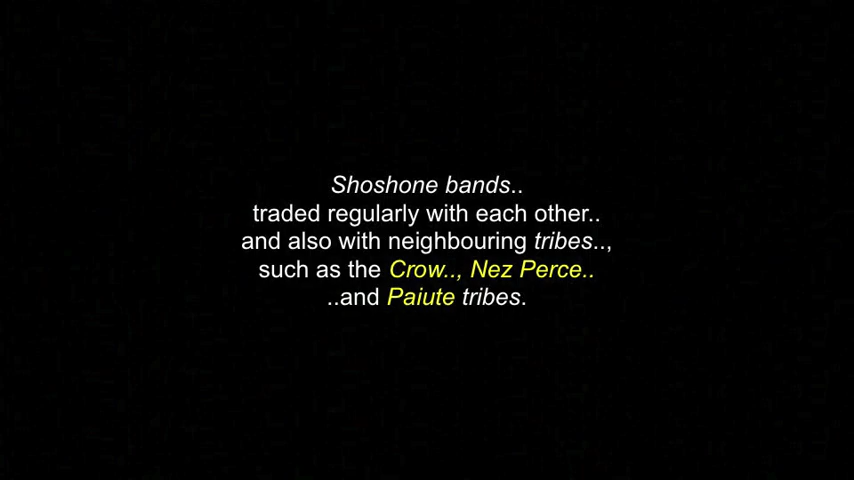 Shoshone bands..
traded regularly with each other..
and also with neighbouring tribes..,
such as the Crow.., Nez Perce..
..and Paiute tribes.